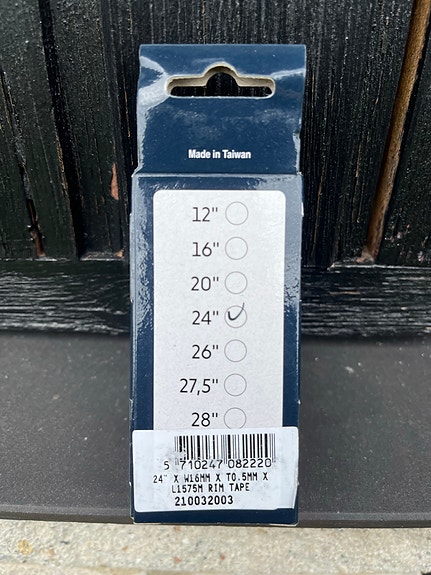 Made in Taiwan
12"
16"
20"
24"
26"
27,5"
28"
5 710247 082220
24" X W16MM X T0.5MM X
L1575M RIM TAPE
210032003